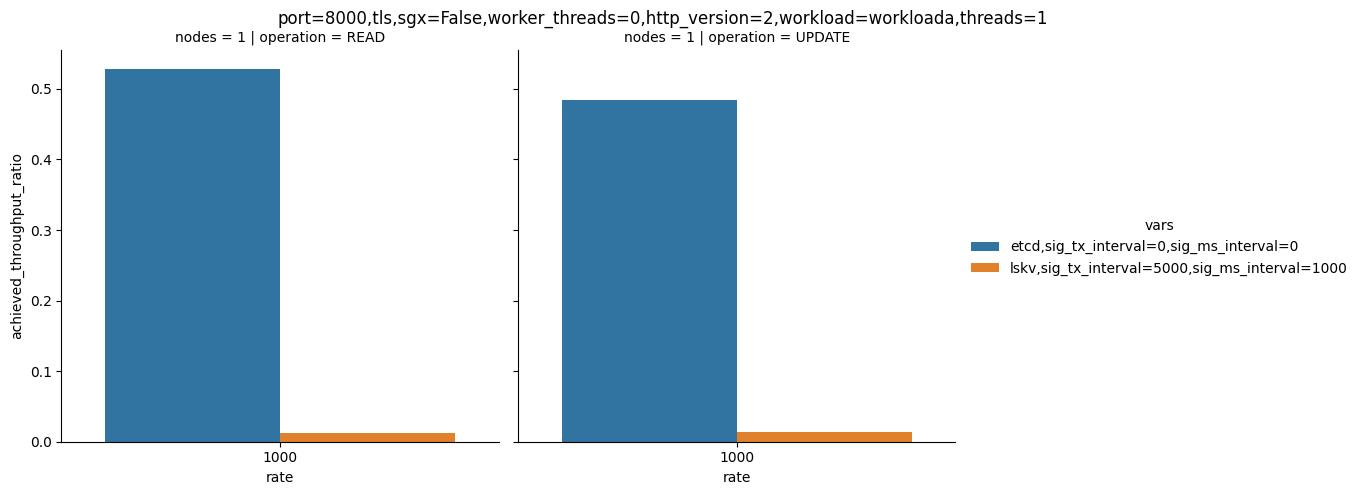 port=8000,tls,sgx=False,worker_threads=0,http_version=2,workload=workloada,threads=1
nodes = 1 | operation = READ
nodes = 1 | operation = UPDATE
achieved_throughput_ratio
0.5
0.4
0.3
0.2
0.1
0.0
1000
1000
rate
rate
vars
etcd,sig_tx_interval=0,sig_ms_interval=0
lskv,sig_tx_interval=5000,sig_ms_interval=1000